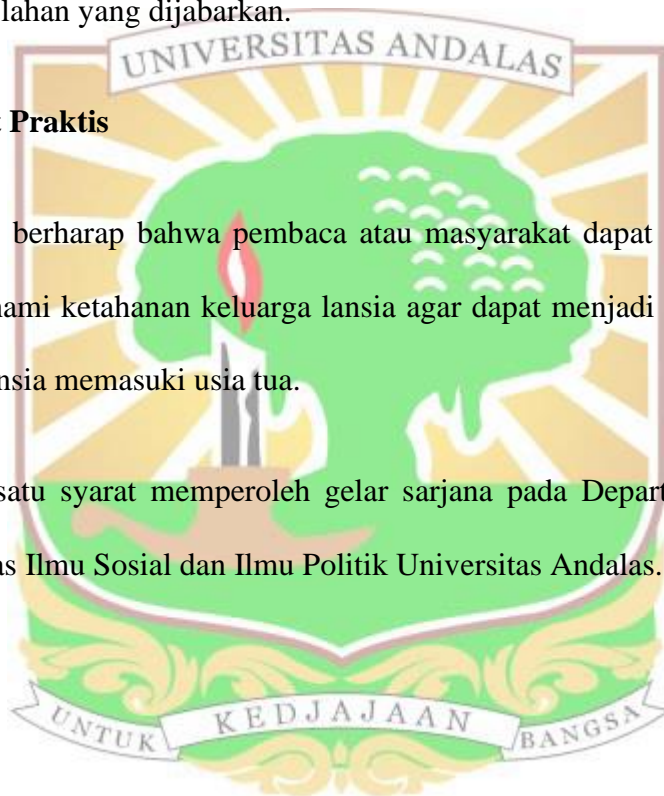 lahan yang dijabarkan.
UNIVERSITAS ANDALAS
Praktis
berharap bahwa pembaca atau masyarakat dapat
ami ketahanan keluarga lansia agar dapat menjadi
nsia memasuki usia tua.
satu syarat memperoleh gelar sarjana pada Depart
as Ilmu Sosial dan Ilmu Politik Universitas Andalas.
UNTUK KEDJAJAAN BANGSA